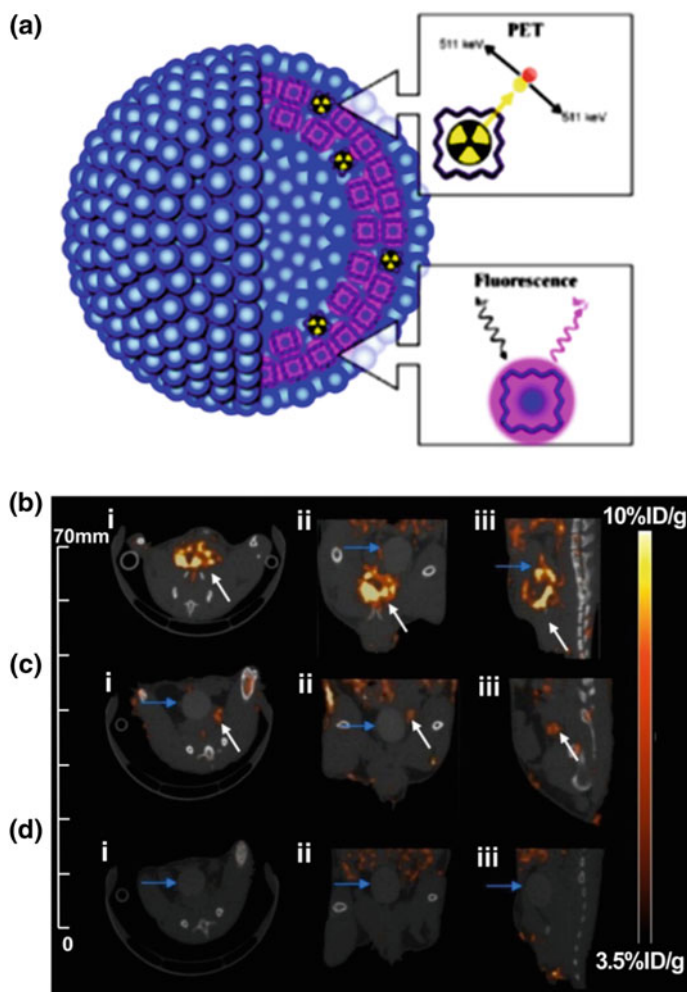 (a)
PET
511 keV
511 keV
Fluorescence
(b)
i
ii
iii
10%ID/g
70mm
(c)
i
ii
iii
(d)
i
ii
iii
0
3.5%ID/g